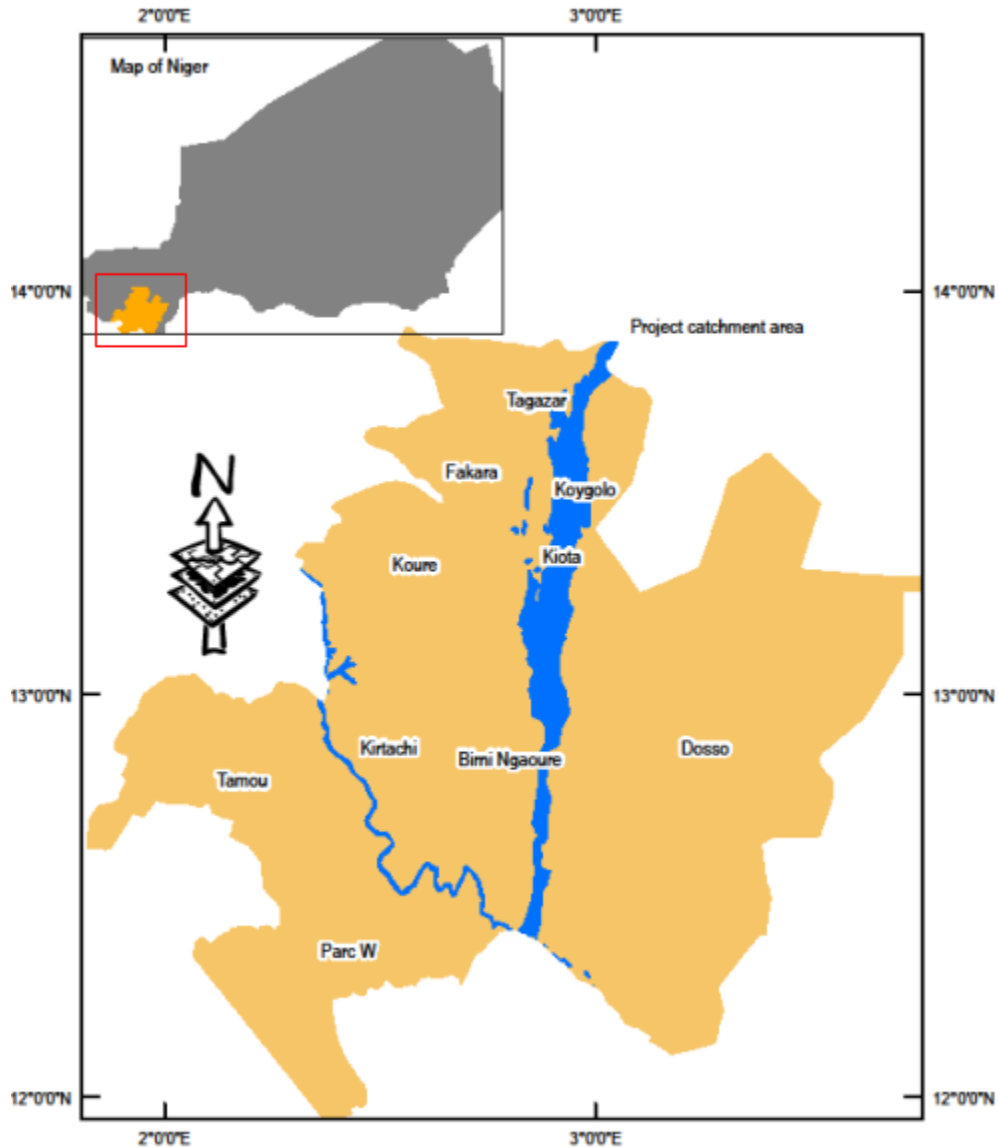 2°0'0"E
3°0'0"E
Map of Niger
14°0'0"N
14°0'0"N
Project catchment area
Tagazar
N
Fakara
Koygolo
Kiota
Koure
13°0'0"N
13°0'0"N
Kirtachi
Birni Ngaoure
Dosso
Tamou
Parc W
12°0'0"N
12°0'0"N
2°0'0"E
3°0'0"E